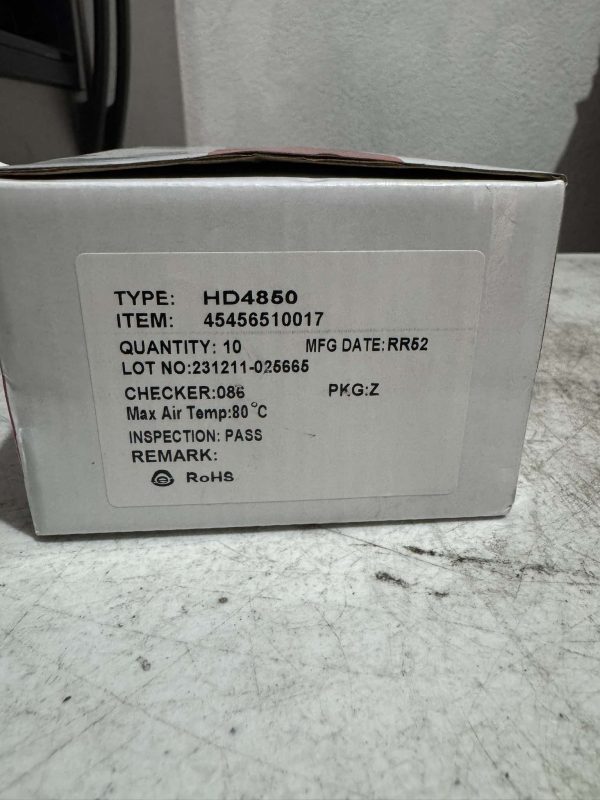 TYPE: HD4850
ITEM: 45456510017
QUANTITY: 10 MFG DATE:RR52
LOT NO:231211-025665
CHECKER:086 PKG:Z
Max Air Temp:80°C
INSPECTION: PASS
REMARK:
RoHS